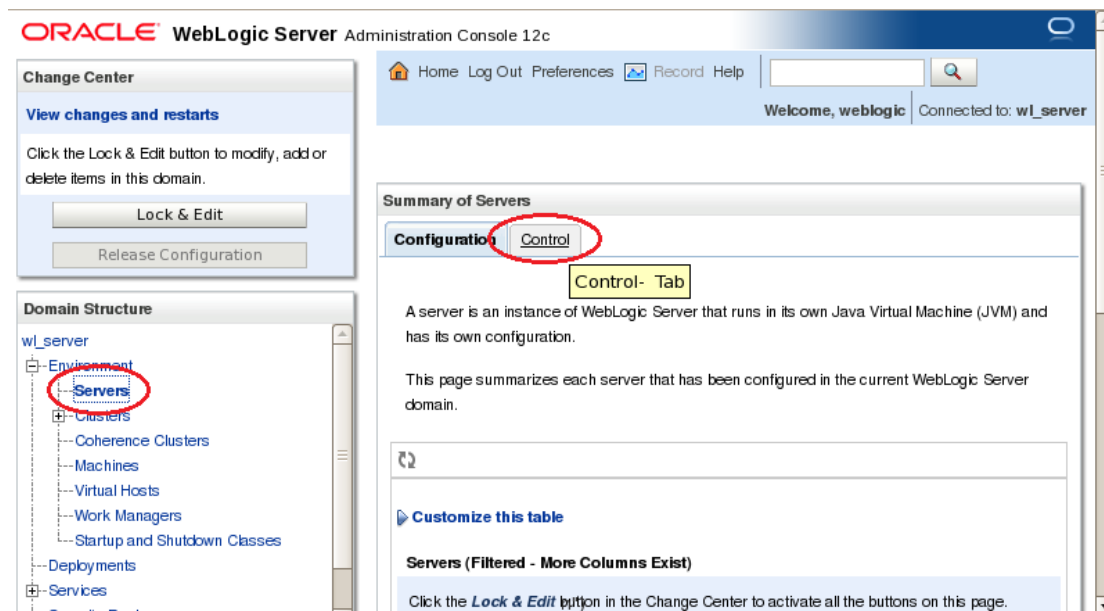 ORACLE WebLogic Server Administration Console 12c
Change Center
View changes and restarts
Click the Lock & Edit button to modify, add or
delete items in this domain.
Lock & Edit
Release Configuration
Domain Structure
wl_server
Environment
Servers
Clusters
Coherence Clusters
Machines
Virtual Hosts
Work Managers
Startup and Shutdown Classes
Deployments
Services
Home Log Out Preferences Record Help
Welcome, weblogic Connected to: wl_server
Summary of Servers
Configuration Control
Control- Tab
A server is an instance of WebLogic Server that runs in its own Java Virtual Machine (JVM) and
has its own configuration.
This page summarizes each server that has been configured in the current WebLogic Server
domain.
Customize this table
Servers (Filtered - More Columns Exist)
Click the Lock & Edit button in the Change Center to activate all the buttons on this page.